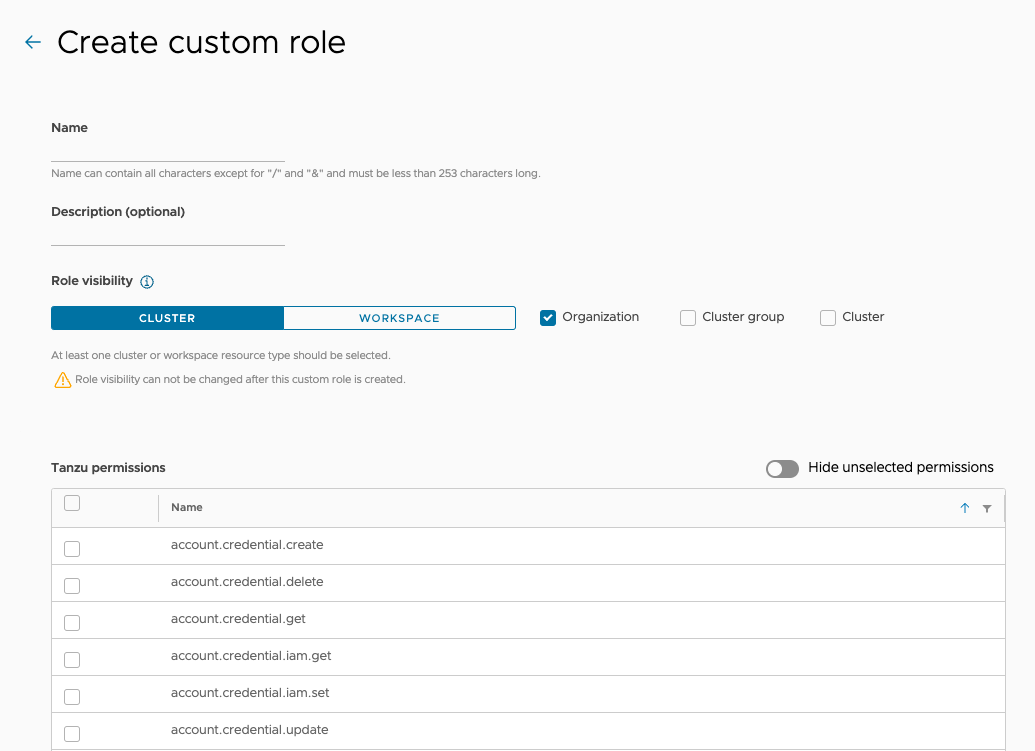 Create custom role
Name
Name can contain all characters except for "/" and "&" and must be less than 253 characters long.
Description (optional)
Role visibility
CLUSTER WORKSPACE Organization Cluster group Cluster
At least one cluster or workspace resource type should be selected.
Role visibility can not be changed after this custom role is created.
Tanzu permissions Hide unselected permissions
Name
account.credential.create
account.credential.delete
account.credential.get
account.credential.iam.get
account.credential.iam.set
account.credential.update